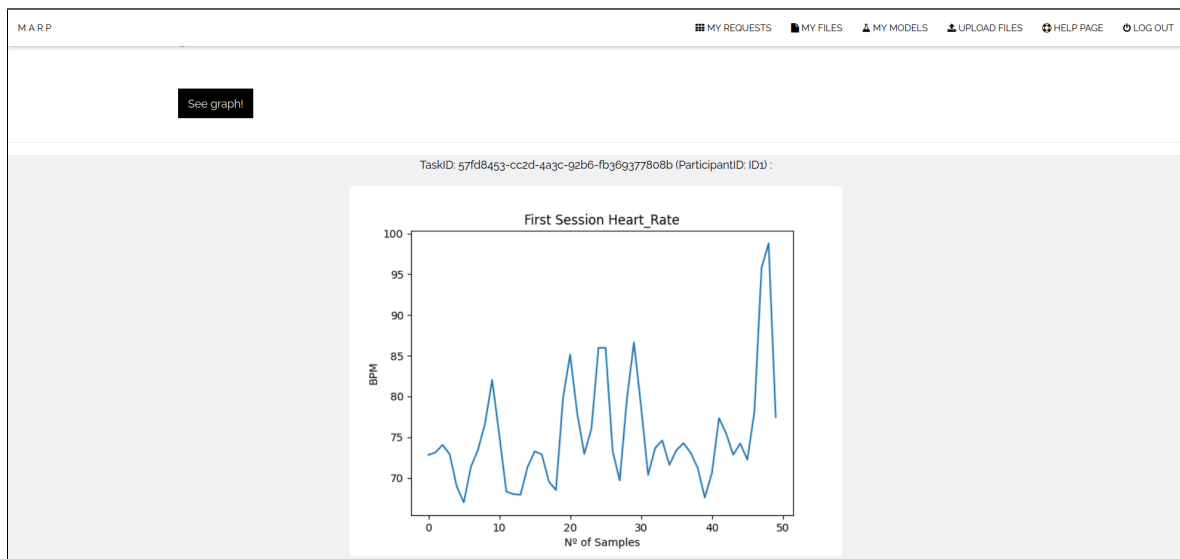 MARP
MY REQUESTS MY FILES MY MODELS UPLOAD FILES HELP PAGE LOG OUT
See graph!
TaskID: 57fd8453-cc2d-4a3c-92b6-fb369377808b (ParticipantID: ID1) :
First Session Heart_Rate
100
95
90
85
80
75
70
BPM
0 10 20 30 40 50
Nº of Samples